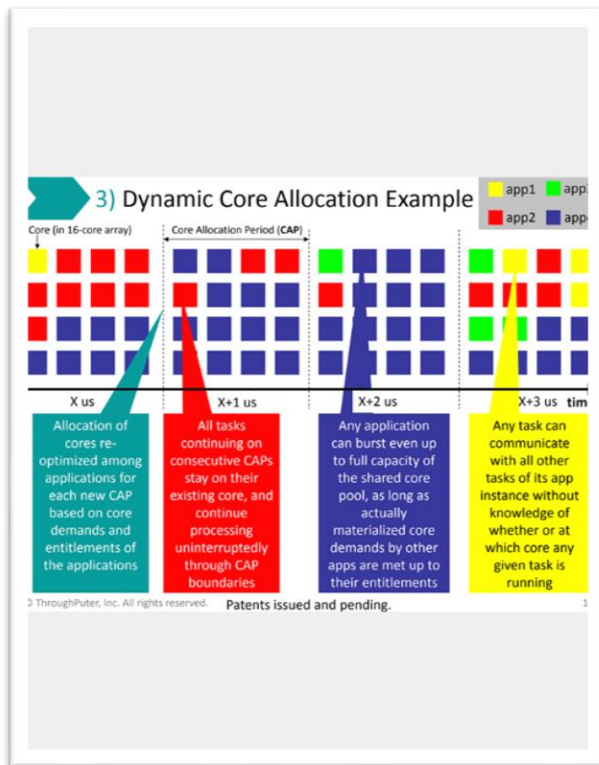 3) Dynamic Core Allocation Example
app1
app2
Core (in 16-core array)
Core Allocation Period (CAP)
X us
X+1 us
X+2 us
X+3 us
Allocation of
cores re-
optimized among
applications for
each new CAP
based on core
demands and
entitlements of
the applications
All tasks
continuing on
consecutive CAPs
stay on their
existing core, and
continue
processing
uninterruptedly
through CAP
boundaries
Any application
can burst even up
to full capacity of
the shared core
pool, as long as
actually
materialized core
demands by other
apps are met up to
their entitlements
Any task can
communicate
with all other
tasks of its app
instance without
knowledge of
whether or at
which core any
given task is
running
© ThroughPuter, Inc. All rights reserved.
Patents issued and pending.